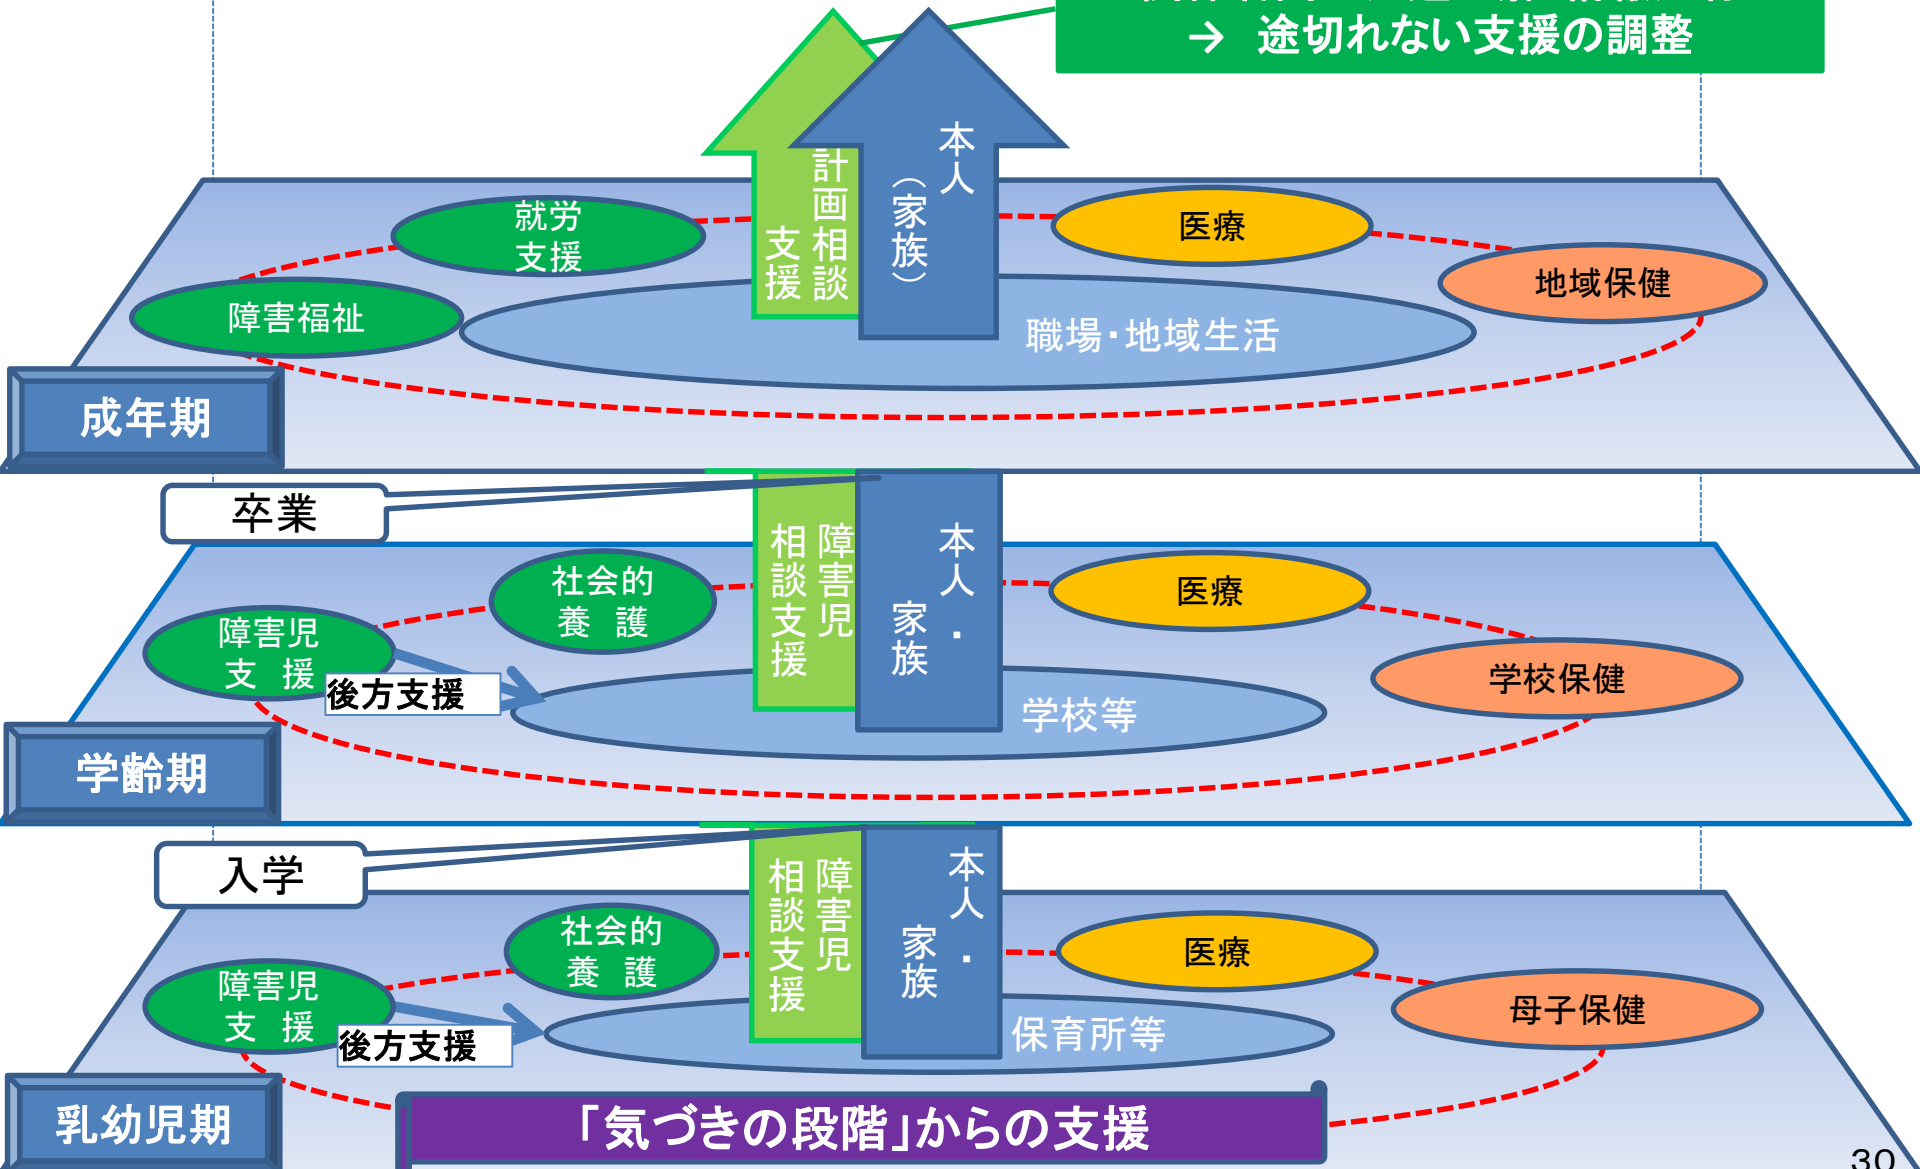 → 途切れない支援の調整
本人
（家族）
計画相談
支援
就労
支援
医療
障害福祉
地域保健
職場・地域生活
成年期
卒業
本人・
家族
障害児
相談支援
社会的
養 護
医療
障害児
支 援
後方支援
学校保健
学校等
学齢期
入学
本人・
家族
障害児
相談支援
社会的
養 護
医療
障害児
支 援
後方支援
母子保健
保育所等
乳幼児期
「気づきの段階」からの支援
30